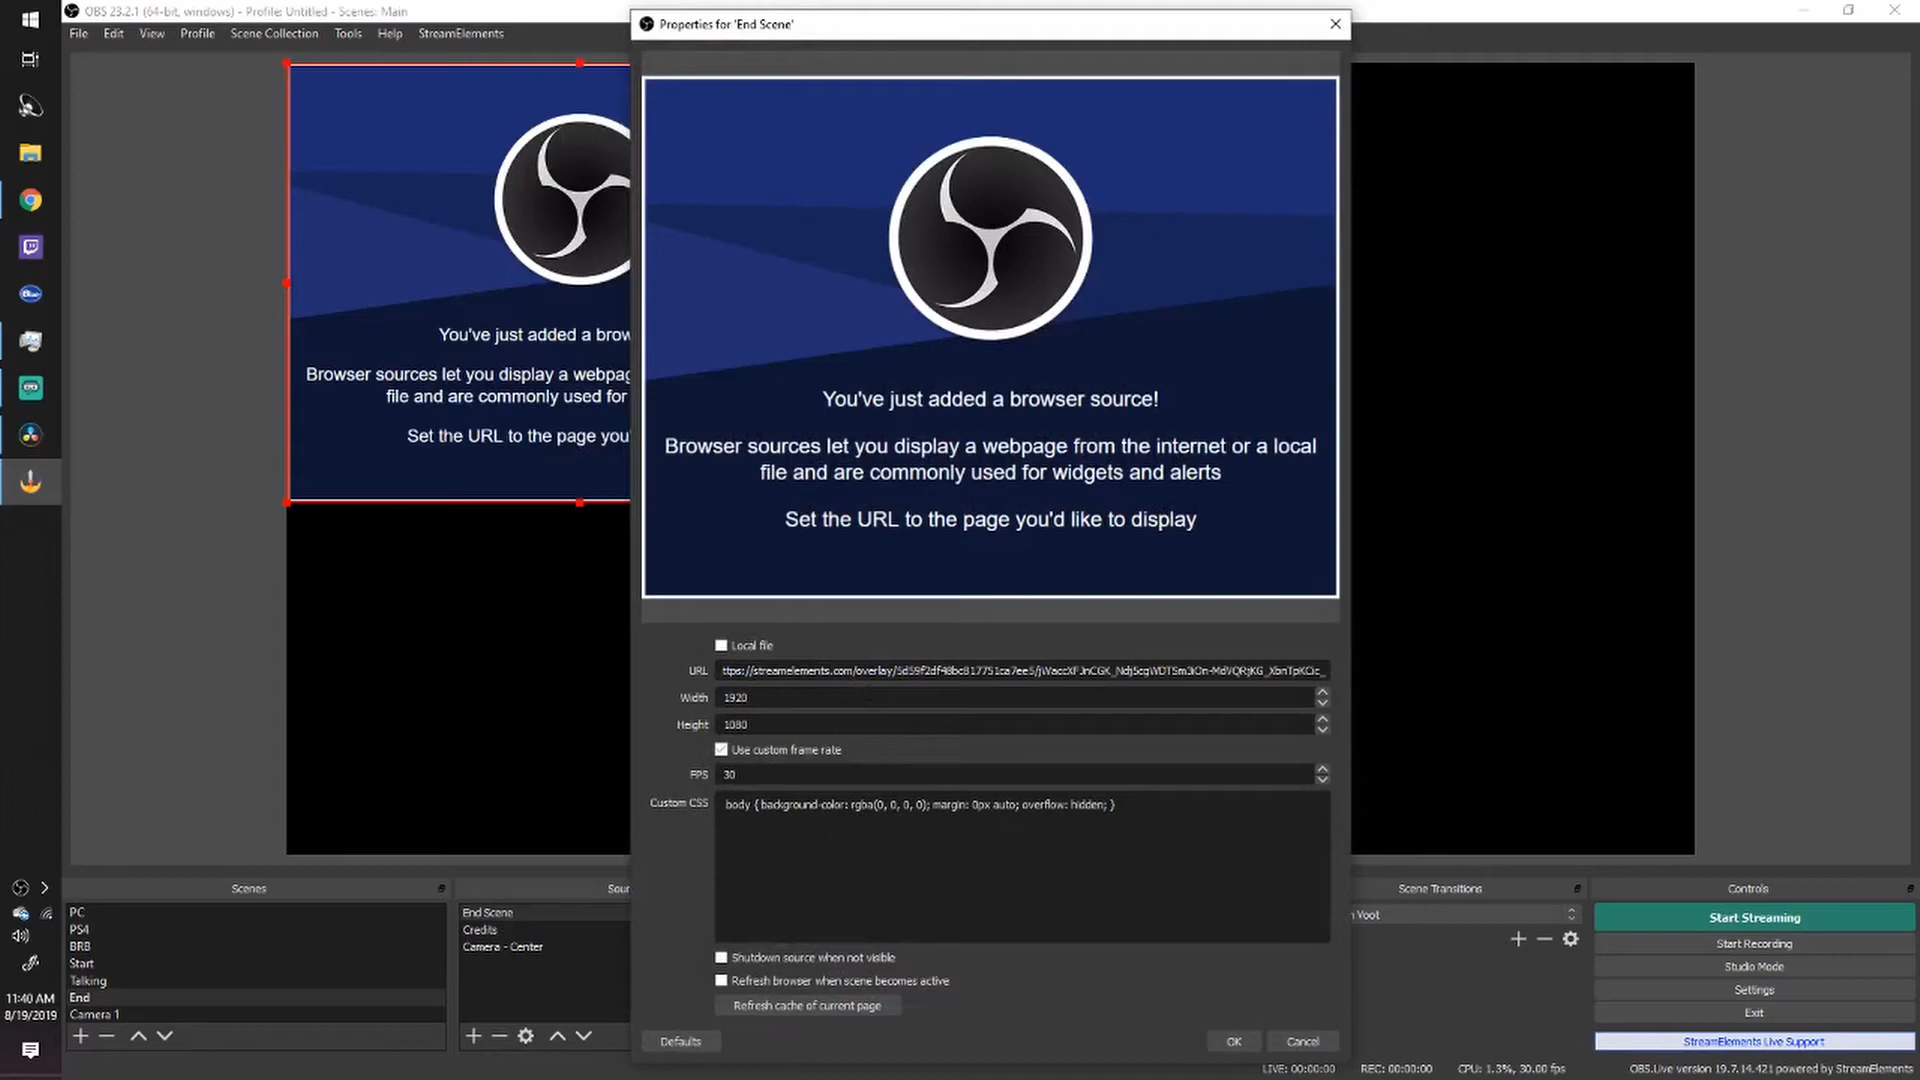 OBS 23.2.1 (64-bit, windows) - Profile: Untitled - Scenes: Main
File Edit View Profile Scene Collection Tools Help StreamElements
Properties for 'End Scene'
You've just added a brow
Browser sources let you display a webpag
file and are commonly used for
Set the URL to the page you'
You've just added a browser source!
Browser sources let you display a webpage from the internet or a local
file and are commonly used for widgets and alerts
Set the URL to the page you'd like to display
Local file
URL
Width 1920
Height 1080
Use custom frame rate
FPS 30
Custom CSS body { background-color: rgba(0, 0, 0, 0); margin: 0px auto; overflow: hidden; }
Shutdown source when not visible
Refresh browser when scene becomes active
Refresh cache of current page
Defaults OK Cancel
Scenes
PC
PS4
BRB
Start
Talking
End
Camera 1
Sour
End Scene
Credits
Camera - Center
Scene Transitions
n Voot
Controls
Start Streaming
Start Recording
Studio Mode
Settings
Exit
StreamElements Live Support
LIVE: 00:00:00 REC: 00:00:00 CPU: 1.3%, 30.00 fps OBS.Live version 19.7.14.421 powered by StreamElements
11:40 AM
8/19/2019